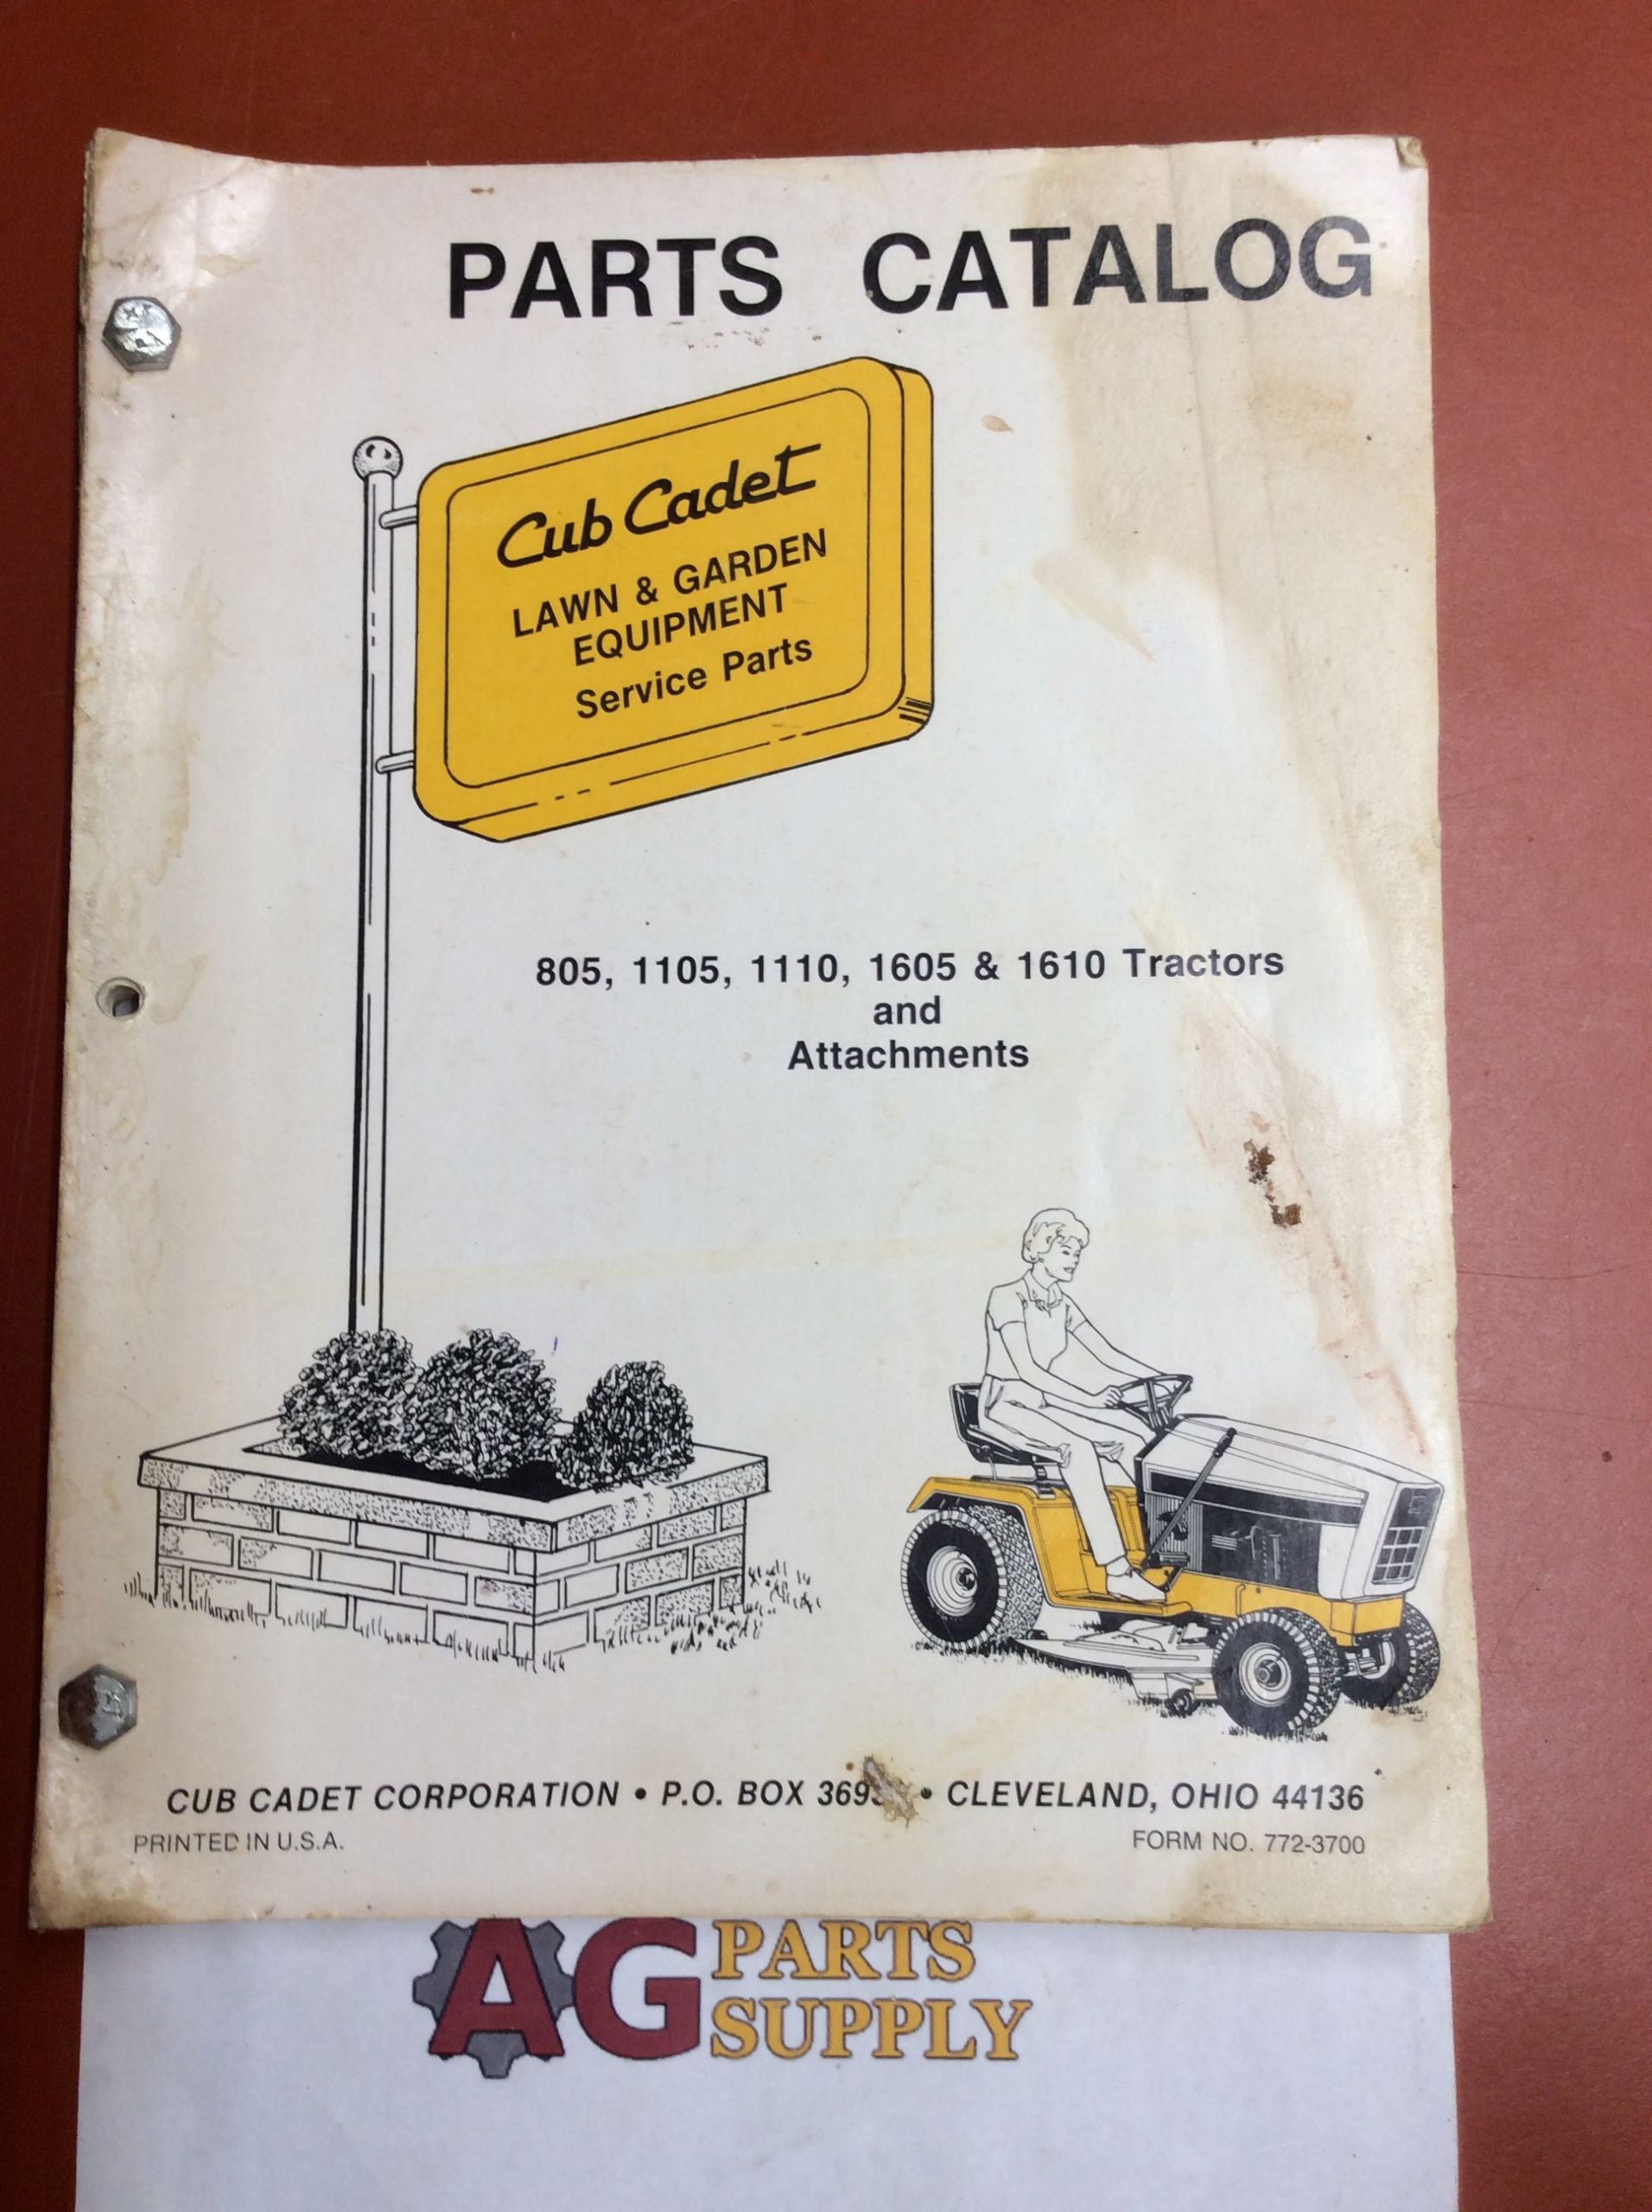 PARTS CATALOG
Cub Cadet
LAWN & GARDEN
EQUIPMENT
Service Parts
805, 1105, 1110, 1605 & 1610 Tractors
and
Attachments
CUB CADET CORPORATION • P.O. BOX • CLEVELAND, OHIO 44136
PRINTED IN U.S.A.
FORM NO. 772-3700
AG PARTS
SUPPLY